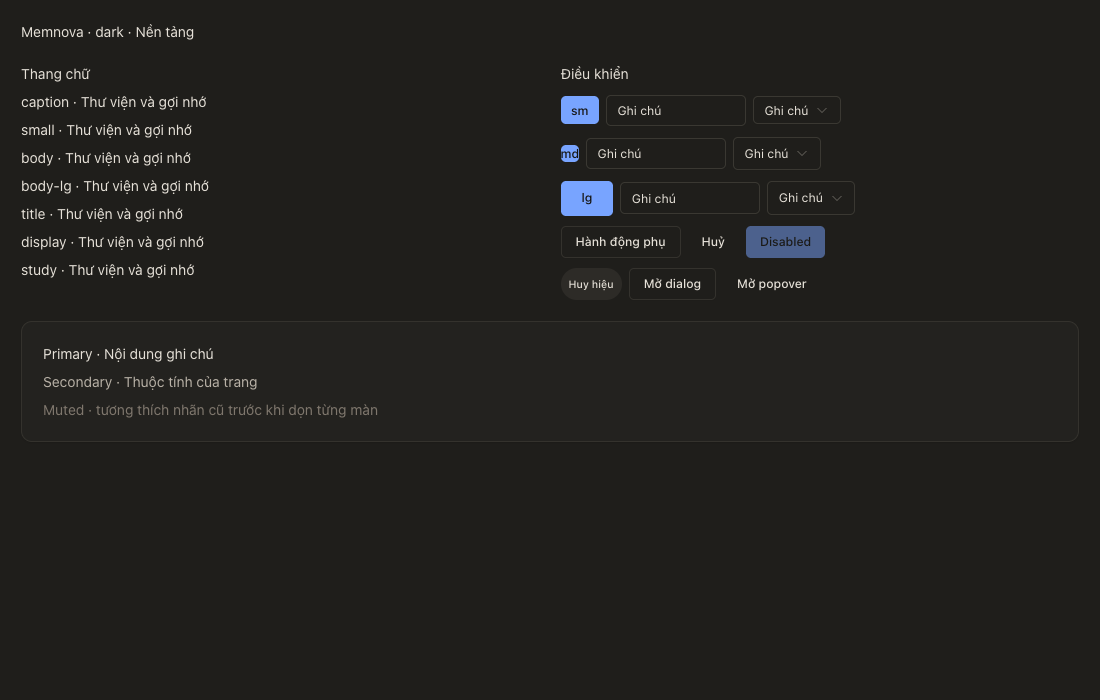 Memnova · dark · Nền tảng
Thang chữ
caption · Thư viện và gợi nhớ
small · Thư viện và gợi nhớ
body · Thư viện và gợi nhớ
body-lg · Thư viện và gợi nhớ
title · Thư viện và gợi nhớ
display · Thư viện và gợi nhớ
study · Thư viện và gợi nhớ
Điều khiển
sm Ghi chú Ghi chú
md Ghi chú Ghi chú
lg Ghi chú Ghi chú
Hành động phụ Huỷ Disabled
Huy hiệu Mở dialog Mở popover
Primary · Nội dung ghi chú
Secondary · Thuộc tính của trang
Muted · tương thích nhãn cũ trước khi dọn từng màn